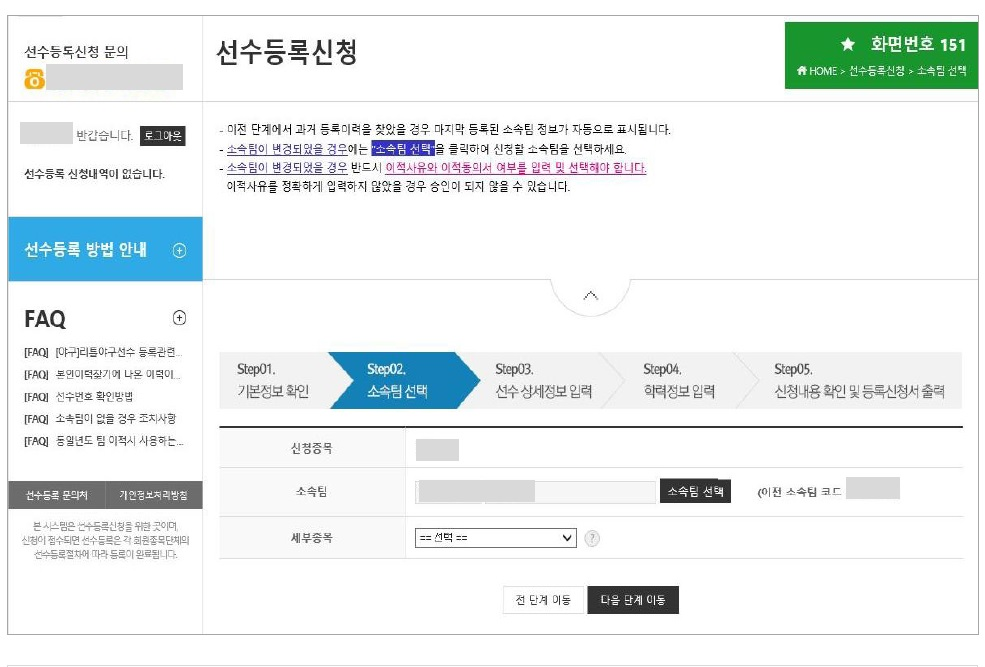 선수등록신청 문의
반갑습니다. 로그아웃
선수등록 신청내역이 없습니다.
선수등록 방법 안내
FAQ
[FAQ] [야구]리틀야구선수 등록관련...
[FAQ] 본인이력찾기에 나온 이력이...
[FAQ] 선수번호 확인방법
[FAQ] 소속팀이 없을 경우 조치사항
[FAQ] 동일년도 팀 이적시 사용하는...
선수등록 문의처 개인정보처리방침
본 시스템은 선수등록신청을 위한 곳이며,
신청이 접수되면 선수등록은 각 회원종목단체의
선수등록절차에 따라 등록이 완료됩니다.
선수등록신청
★ 화면번호 151
HOME > 선수등록신청 > 소속팀 선택
- 이전 단계에서 과거 등록이력을 찾았을 경우 마지막 등록된 소속팀 정보가 자동으로 표시됩니다.
- 소속팀이 변경되었을 경우에는 "소속팀 선택"을 클릭하여 신청할 소속팀을 선택하세요.
- 소속팀이 변경되었을 경우 반드시 이적사유와 이적동의서 여부를 입력 및 선택해야 합니다.
이적사유를 정확하게 입력하지 않았을 경우 승인이 되지 않을 수 있습니다.
Step01. Step02. Step03. Step04. Step05.
기본정보 확인 소속팀 선택 선수 상세정보 입력 학력정보 입력 신청내용 확인 및 등록신청서 출력
신청종목
소속팀 소속팀 선택 (이전 소속팀 코드
세부종목 == 선택 == ?
전 단계 이동 다음 단계 이동